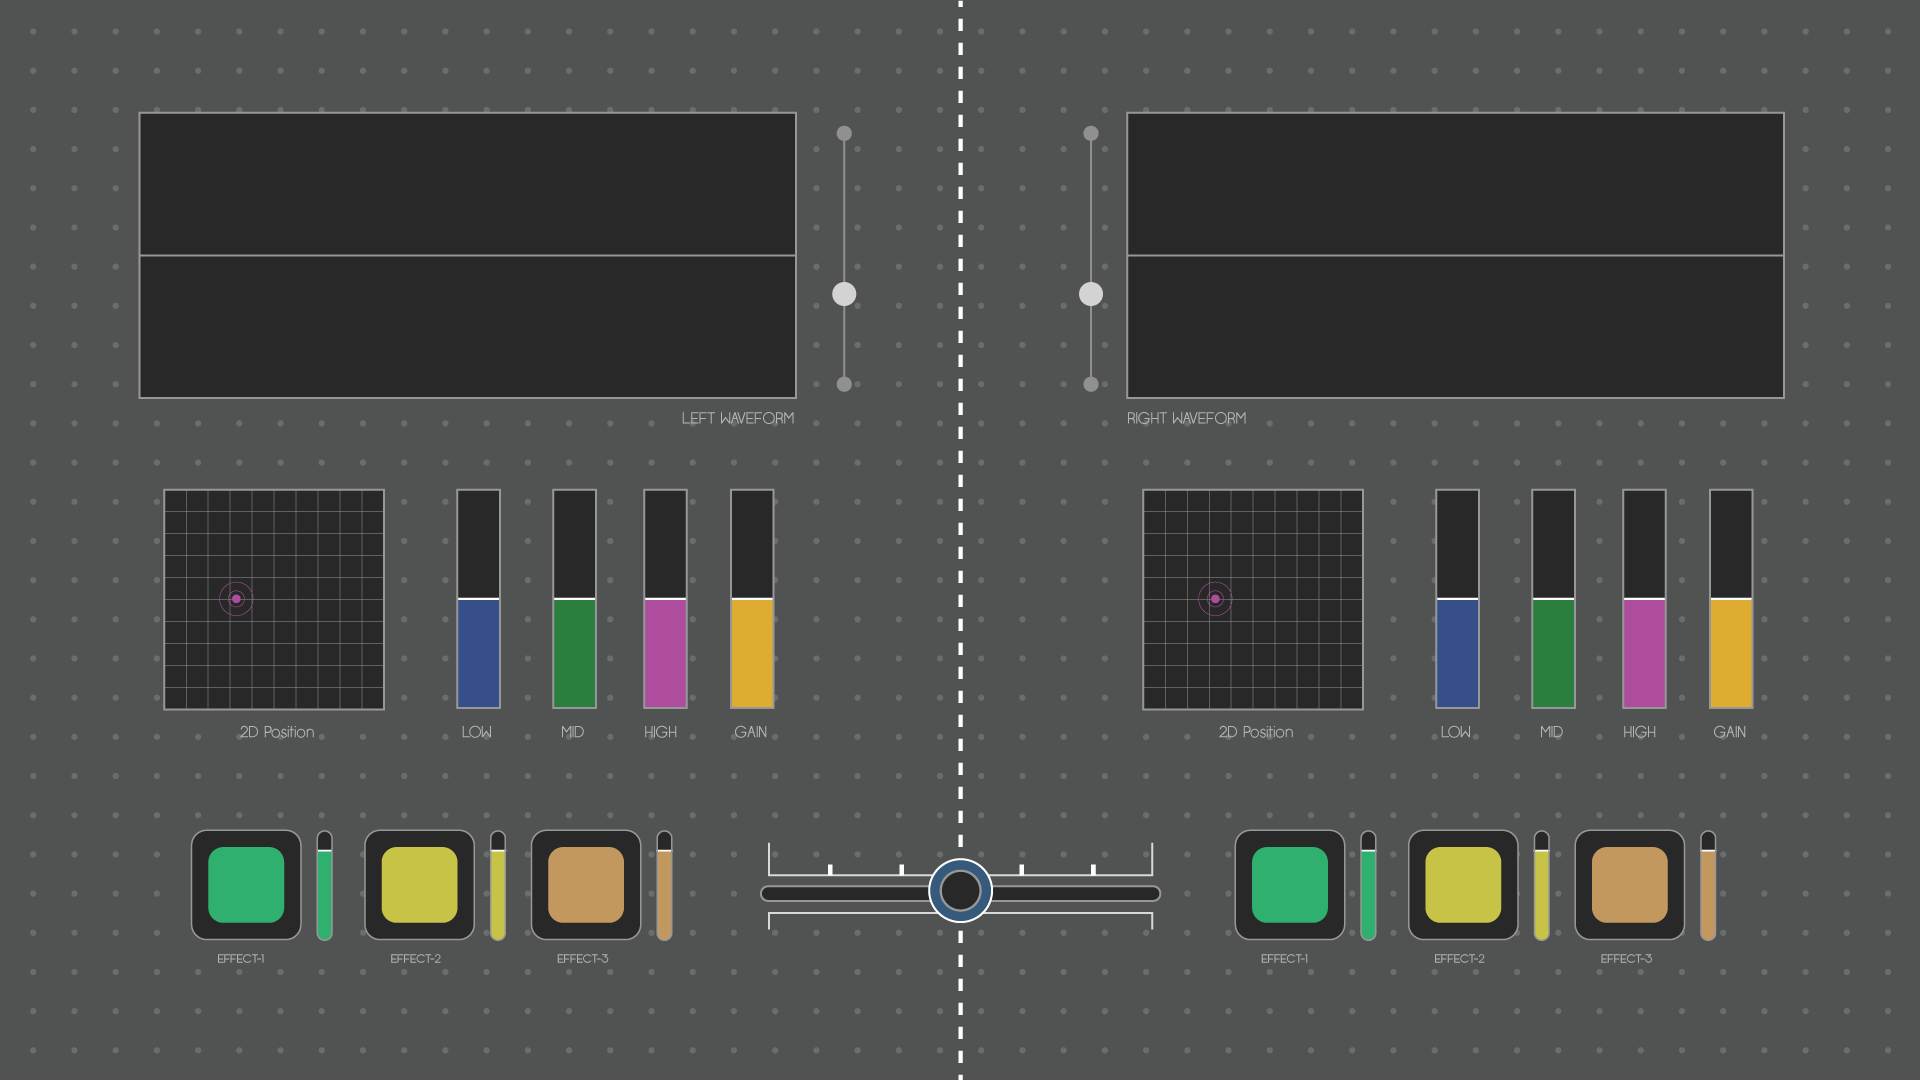 LEFT WAVEFORM
RIGHT WAVEFORM
2D Position
LOW
MID
HIGH
GAIN
2D Position
LOW
MID
HIGH
GAIN
EFFECT-1
EFFECT-2
EFFECT-3
EFFECT-1
EFFECT-2
EFFECT-3